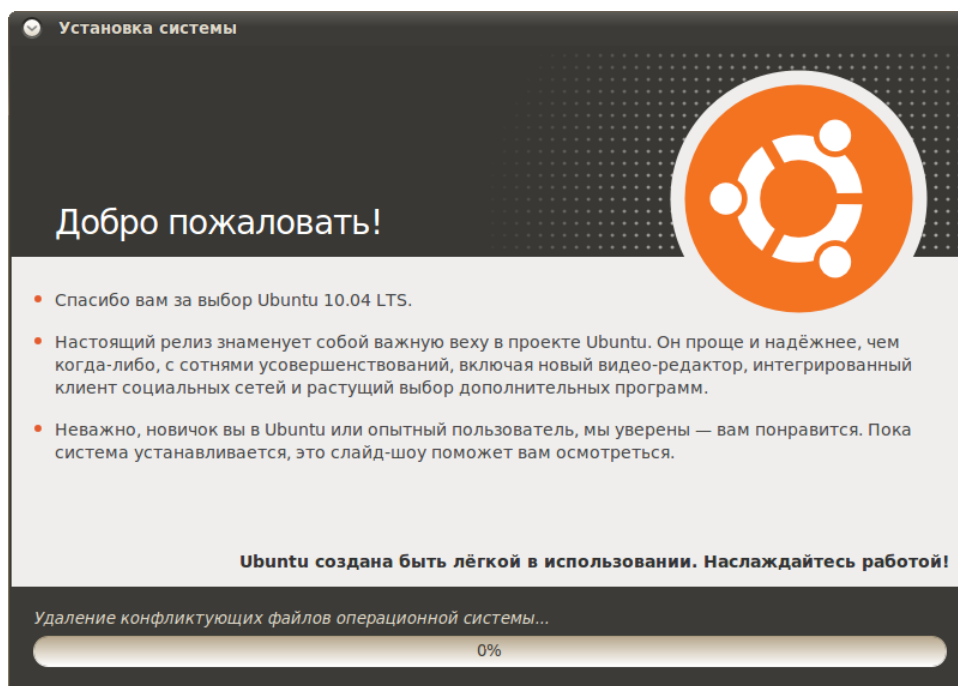 Установка системы
Добро пожаловать!
Спасибо вам за выбор Ubuntu 10.04 LTS.
Настоящий релиз знаменует собой важную веху в проекте Ubuntu. Он проще и надёжнее, чем
когда-либо, с сотнями усовершенствований, включая новый видео-редактор, интегрированный
клиент социальных сетей и растущий выбор дополнительных программ.
Неважно, новичок вы в Ubuntu или опытный пользователь, мы уверены — вам понравится. Пока
система устанавливается, это слайд-шоу поможет вам осмотреться.
Ubuntu создана быть лёгкой в использовании. Наслаждайтесь работой!
Удаление конфликтующих файлов операционной системы...
0%